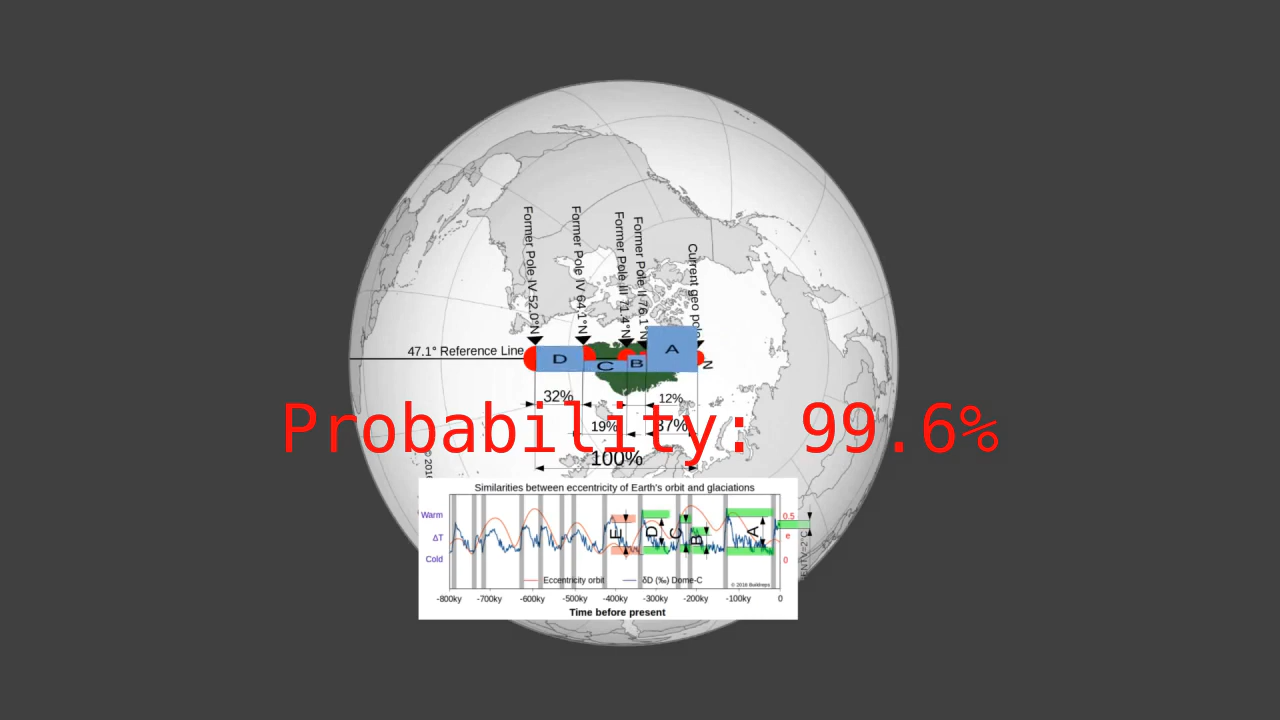 Former Pole IV 52.0°N
Former Pole IV 64.1°N
Former Pole III 71.4°N
Former Pole II 76.1°N
Current geo pole
47.1° Reference Line
D
C
B
A
N
32%
12%
19%
37%
100%
Probability: 99.6%
© 2016
Similarities between eccentricity of Earth's orbit and glaciations
Warm
ΔT
Cold
E
D
C
B
A
0.5
e
0
Eccentricity orbit
δD (‰) Dome-C
© 2016 Buildreps
-800ky -700ky -600ky -500ky -400ky -300ky -200ky -100ky 0
Time before present